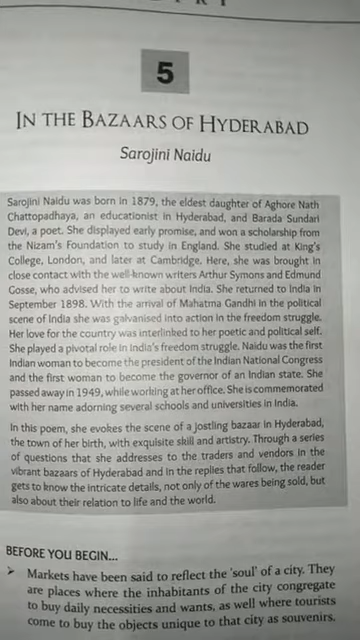 5
IN THE BAZAARS OF HYDERABAD
Sarojini Naidu
Sarojini Naidu was born in 1879, the eldest daughter of Aghore Nath
Chattopadhaya, an educationist in Hyderabad, and Barada Sundari
Devi, a poet. She displayed early promise, and won a scholarship from
the Nizam's Foundation to study in England. She studied at King's
College, London, and later at Cambridge. Here, she was brought in
close contact with the well-known writers Arthur Symons and Edmund
Gosse, who advised her to write about India. She returned to India in
September 1898. With the arrival of Mahatma Gandhi in the political
scene of India she was galvanised into action in the freedom struggle.
Her love for the country was interlinked to her poetic and political self.
She played a pivotal role in India's freedom struggle. Naidu was the first
Indian woman to become the president of the Indian National Congress
and the first woman to become the governor of an Indian state. She
passed away in 1949, while working at her office. She is commemorated
with her name adorning several schools and universities in India.
In this poem, she evokes the scene of a jostling bazaar in Hyderabad,
the town of her birth, with exquisite skill and artistry. Through a series
of questions that she addresses to the traders and vendors in the
vibrant bazaars of Hyderabad and in the replies that follow, the reader
gets to know the intricate details, not only of the wares being sold, but
also about their relation to life and the world.
BEFORE YOU BEGIN...
➤ Markets have been said to reflect the 'soul' of a city. They
are places where the inhabitants of the city congregate
to buy daily necessities and wants, as well where tourists
come to buy the objects unique to that city as souvenirs.